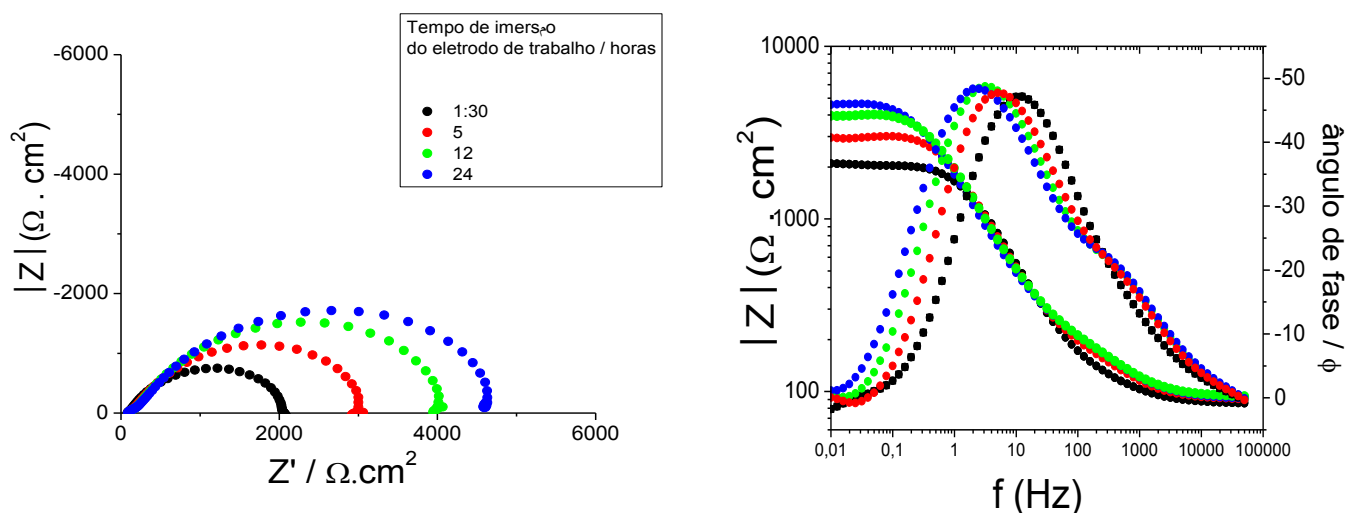 Tempo de imersمo
do eletrodo de trabalho / horas
1:30
5
12
24
|Z|(Ω . cm²)
-6000
-4000
-2000
0
0 2000 4000 6000
Z' / Ω.cm²
|Z|(Ω . cm²)
10000
1000
100
-50
-40
-30
-20
-10
0
ângulo de fase / ϕ
0,01 0,1 1 10 100 1000 10000 100000
f (Hz)